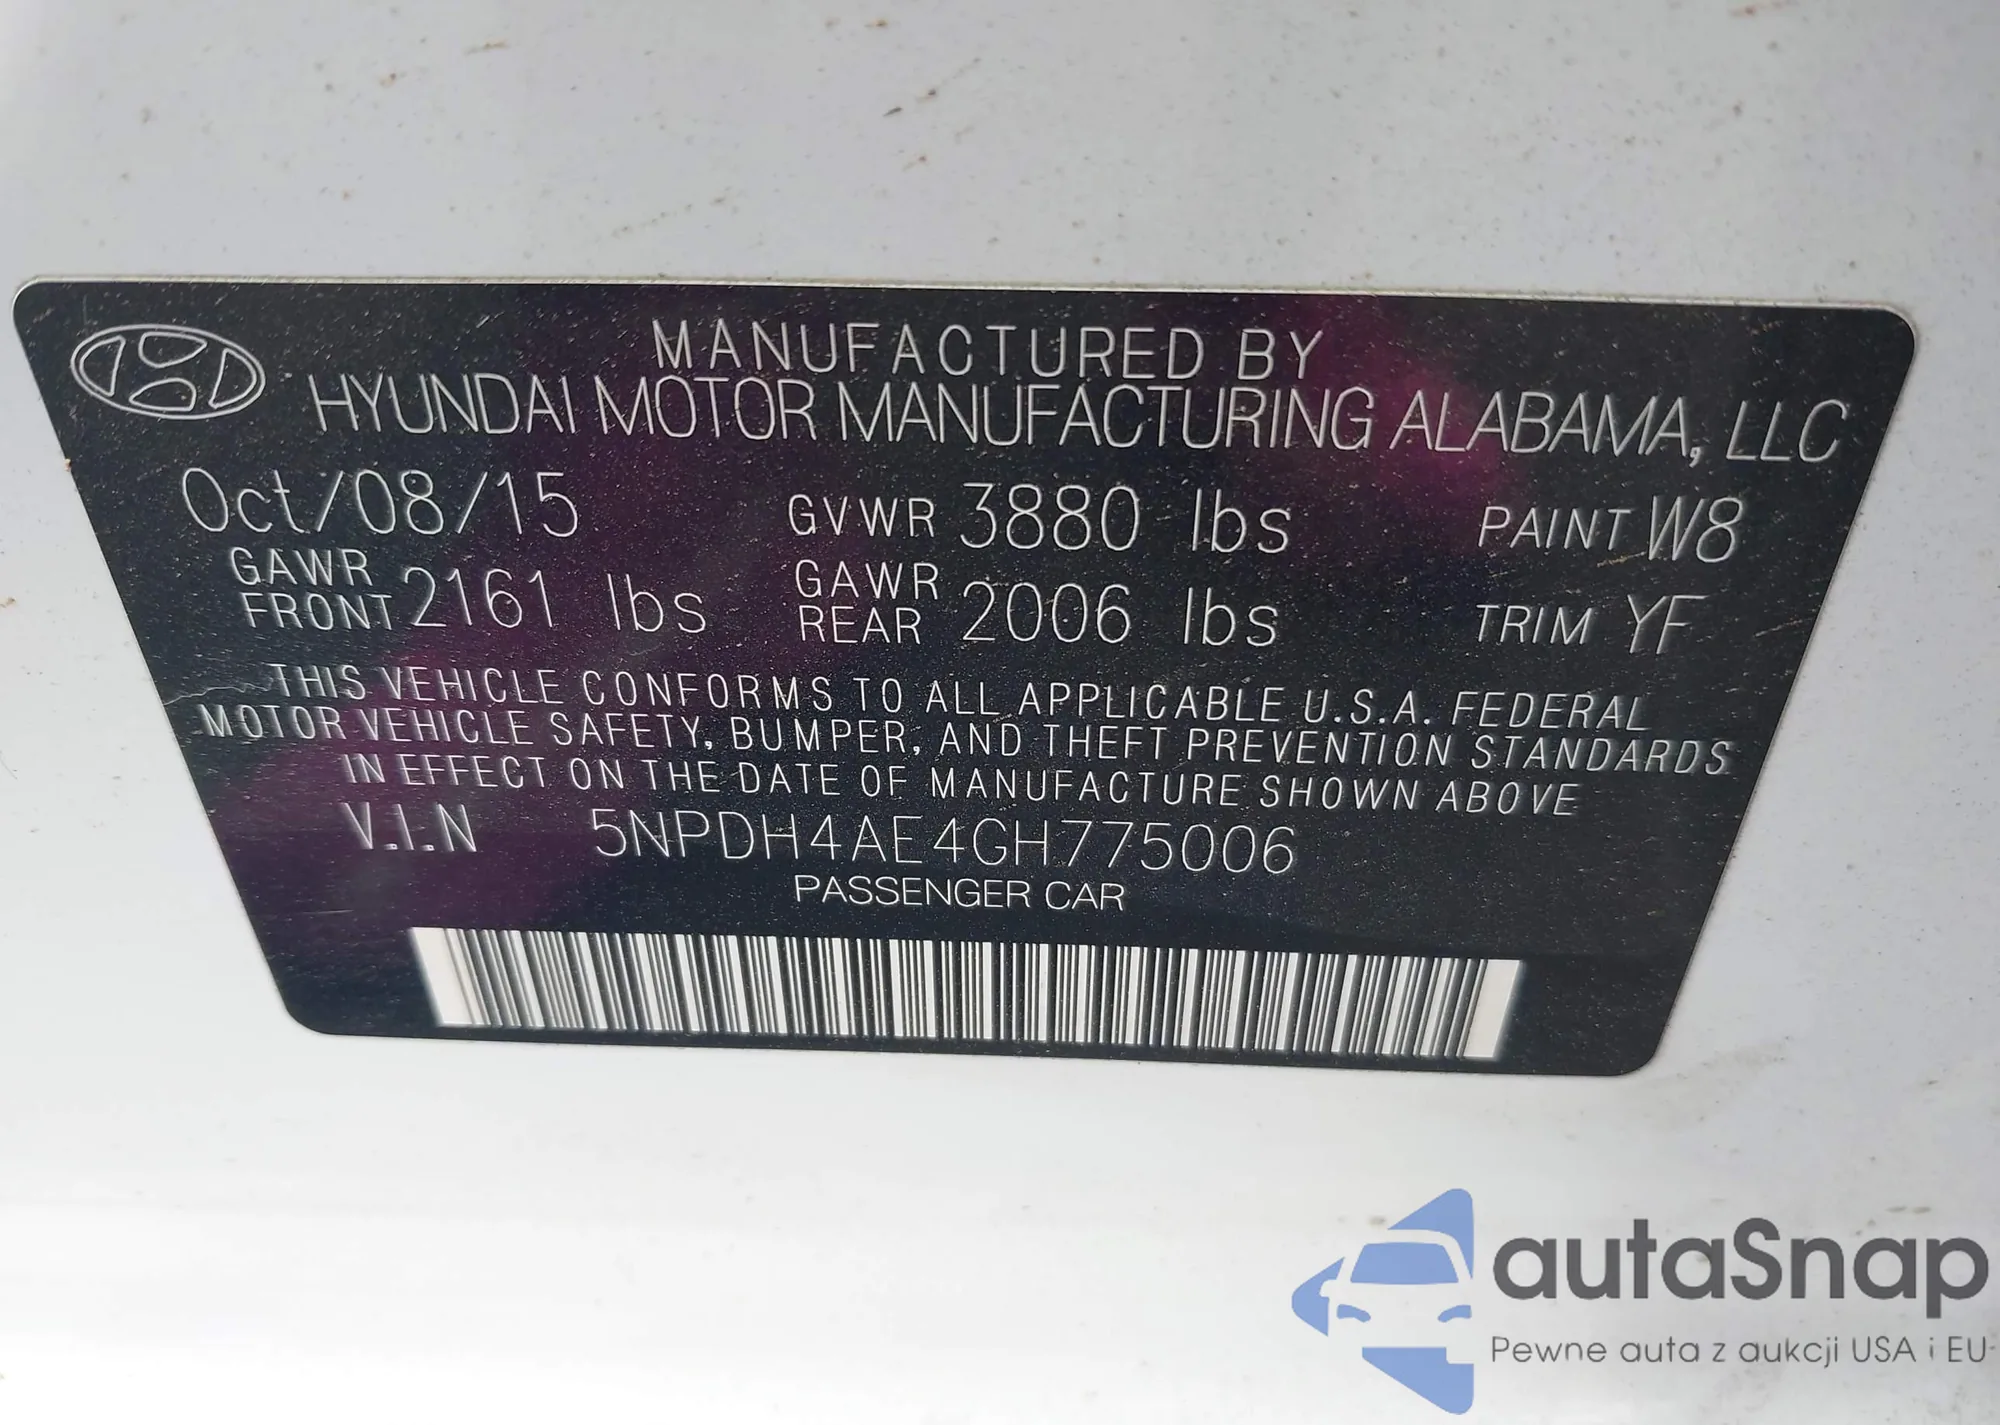 MANUFACTURED BY
HYUNDAI MOTOR MANUFACTURING ALABAMA, LLC
Oct/08/15 GVWR 3880 lbs PAINT W8
GAWR FRONT 2161 lbs GAWR REAR 2006 lbs TRIM YF
THIS VEHICLE CONFORMS TO ALL APPLICABLE U.S.A. FEDERAL
MOTOR VEHICLE SAFETY, BUMPER, AND THEFT PREVENTION STANDARDS
IN EFFECT ON THE DATE OF MANUFACTURE SHOWN ABOVE
V.I.N 5NPDH4AE4GH775006
PASSENGER CAR
autaSnap
Pewne auta z aukcji USA i EU